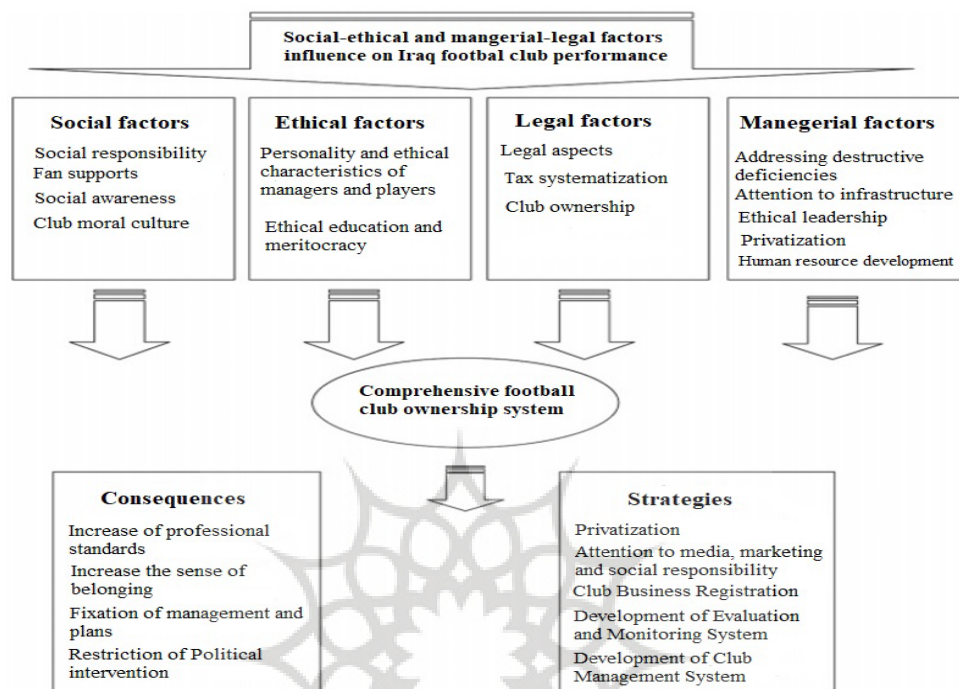 Social-ethical and mangerial-legal factors
influence on Iraq footbal club performance
Social factors
Social responsibility
Fan supports
Social awareness
Club moral culture
Ethical factors
Personality and ethical
characteristics of
managers and players
Ethical education and
meritocracy
Legal factors
Legal aspects
Tax systematization
Club ownership
Manegerial factors
Addressing destructive
deficiencies
Attention to infrastructure
Ethical leadership
Privatization
Human resource development
Comprehensive football
club ownership system
Consequences
Increase of professional
standards
Increase the sense of
belonging
Fixation of management and
plans
Restriction of Political
intervention
Strategies
Privatization
Attention to media, marketing
and social responsibility
Club Business Registration
Development of Evaluation
and Monitoring System
Development of Club
Management System